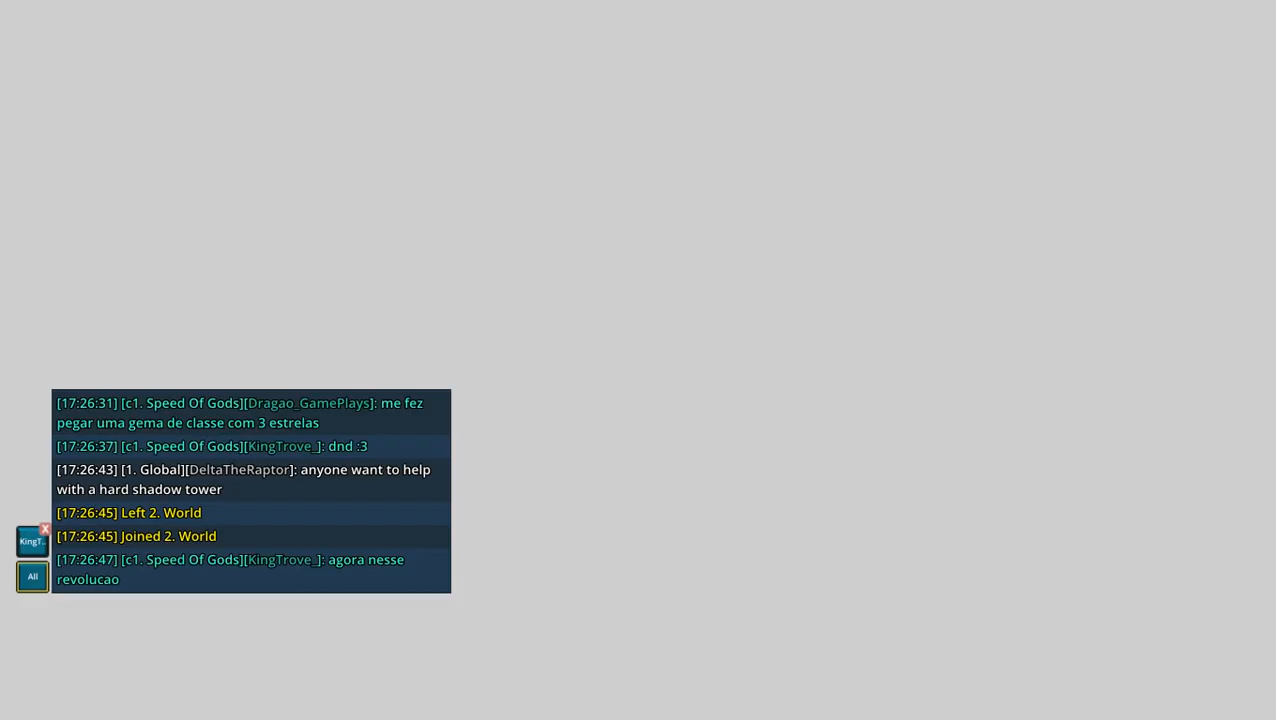 [17:26:31] [c1. Speed Of Gods][Dragao_GamePlays]: me fez
pegar uma gema de classe com 3 estrelas
[17:26:37] [c1. Speed Of Gods][KingTrove_]: dnd :3
[17:26:43] [1. Global][DeltaTheRaptor]: anyone want to help
with a hard shadow tower
[17:26:45] Left 2. World
[17:26:45] Joined 2. World
[17:26:47] [c1. Speed Of Gods][KingTrove_]: agora nesse
revolucao
X
KingT..
All